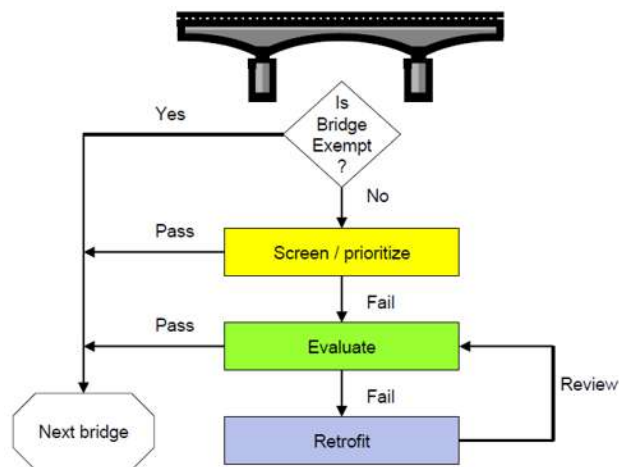 Is
Bridge
Exempt
?
Yes
No
Pass
Screen / prioritize
Fail
Pass
Evaluate
Fail
Review
Next bridge
Retrofit